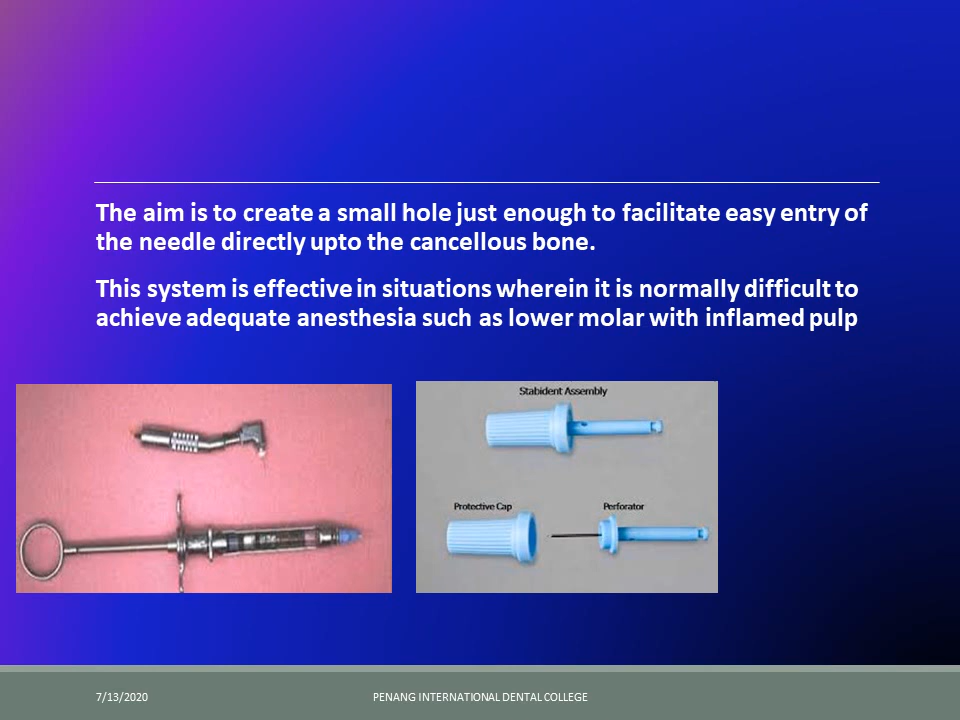 The aim is to create a small hole just enough to facilitate easy entry of
the needle directly upto the cancellous bone.
This system is effective in situations wherein it is normally difficult to
achieve adequate anesthesia such as lower molar with inflamed pulp
Stabident Assembly
Protective Cap
Perforator
7/13/2020
PENANG INTERNATIONAL DENTAL COLLEGE